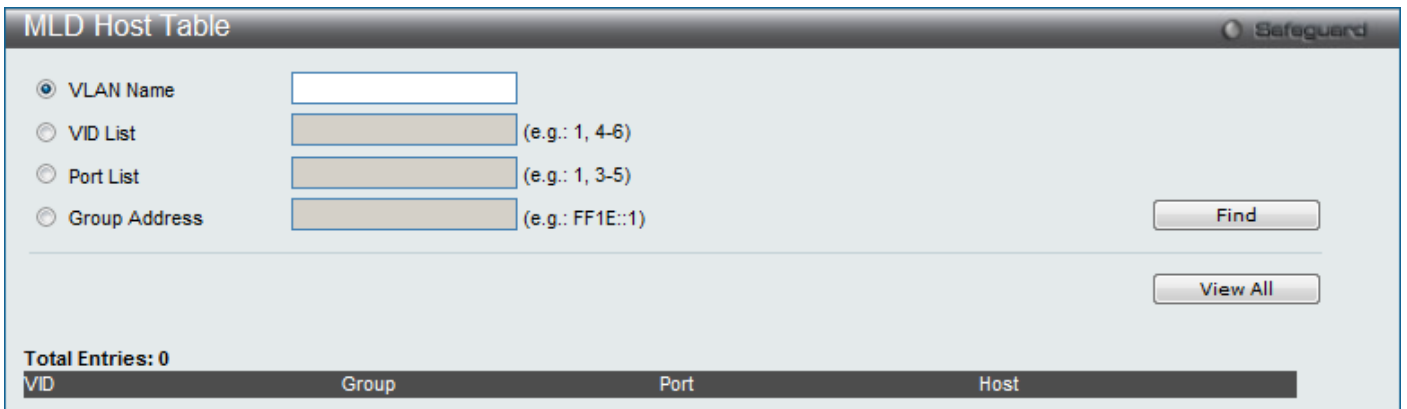 MLD Host Table
Safeguard
VLAN Name
VID List (e.g.: 1, 4-6)
Port List (e.g.: 1, 3-5)
Group Address (e.g.: FF1E::1)
Find
View All
Total Entries: 0
VID Group Port Host